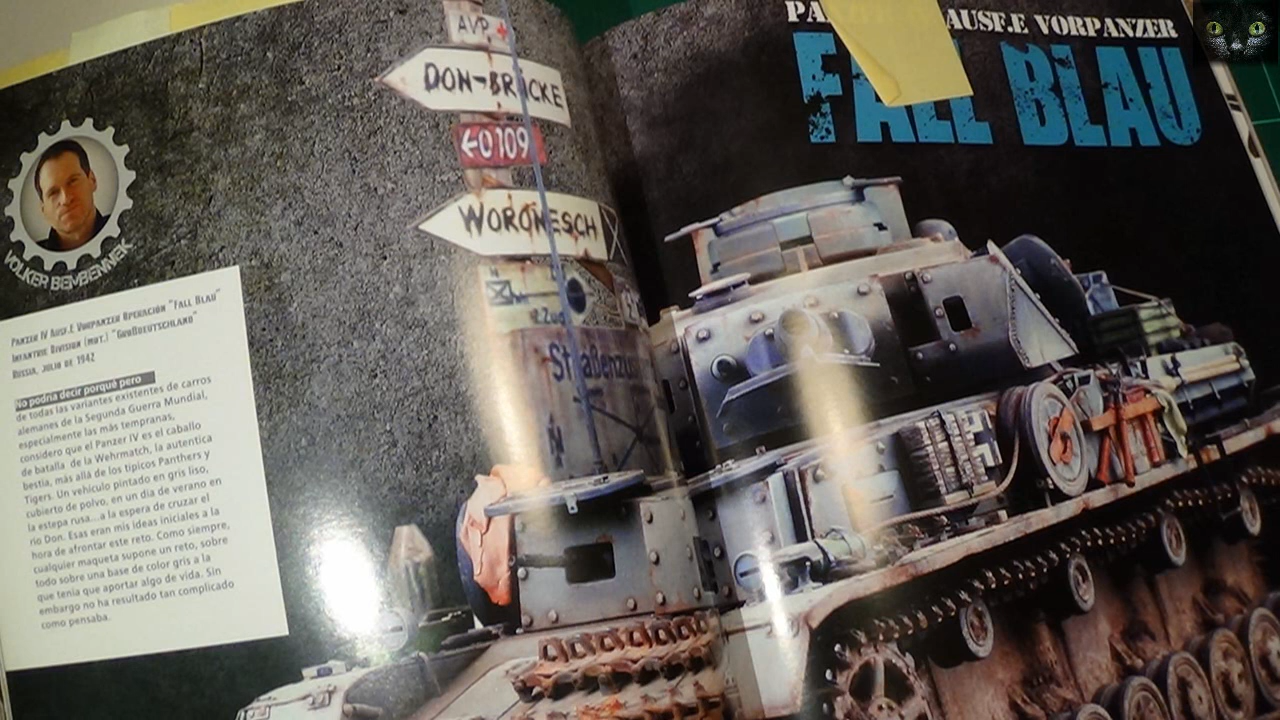 AVP
DON-BRÜCKE
←0109
WORONESCH
2.Zug
Straßenzus
AUSF.E VORPANZER
FALL BLAU
VOLKER BEMBENNEK
PANZER IV AUSF.E VORPANZER OPERACIÓN "FALL BLAU"
INFANTRIE DIVISION (MOT.) "GROßDEUTSCHLAND"
RUSSIA, JULIO DE 1942
No podria decir porqué pero
de todas las variantes existentes de carros
alemanes de la Segunda Guerra Mundial,
especialmente las más tempranas,
considero que el Panzer IV es el caballo
de batalla de la Wehrmatch, la autentica
bestia, más allá de los tipicos Panthers y
Tigers. Un vehículo pintado en gris liso,
cubierto de polvo, en un día de verano en
la estepa rusa...a la espera de cruzar el
rio Don. Esas eran mis ideas iniciales a la
hora de afrontar este reto. Como siempre,
cualquier maqueta supone un reto, sobre
todo sobre una base de color gris a la
que tenia que aportar algo de vida. Sin
embargo no ha resultado tan complicado
como pensaba.